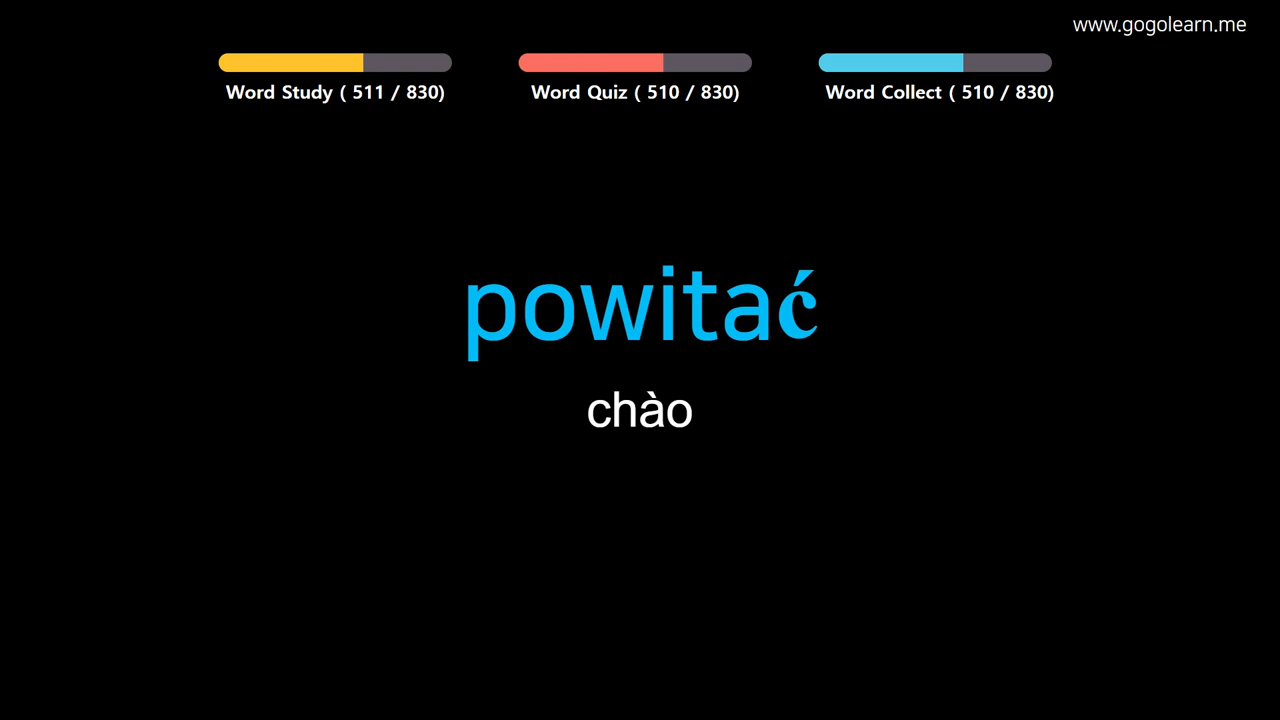 www.gogolearn.me
Word Study ( 511 / 830)
Word Quiz ( 510 / 830)
Word Collect ( 510 / 830)
powitać
chào